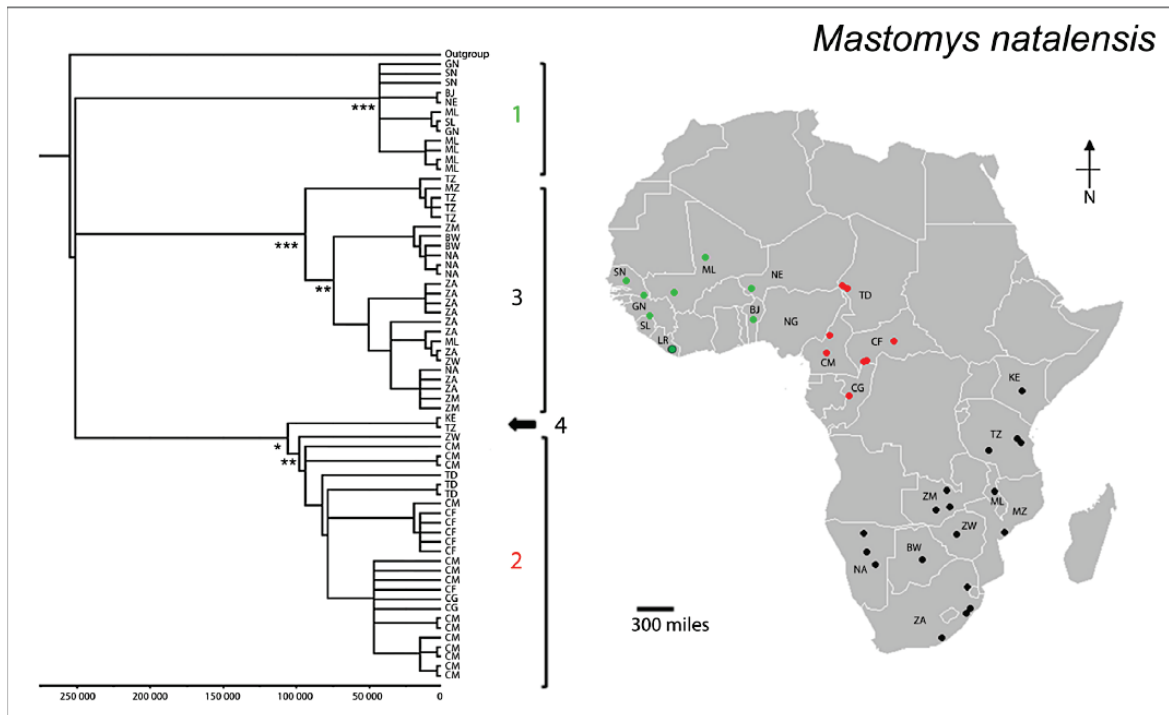 Mastomys natalensis
Outgroup
GN
SN
SN
BJ
NE
ML
SL
GN
ML
ML
ML
ML
***
1
TZ
MZ
TZ
TZ
TZ
ZM
BW
BW
NA
NA
NA
ZA
ZA
ZA
ZA
ZA
ML
ZA
ZW
NA
ZA
ZA
ZM
ZM
***
**
3
KE
TZ
4
ZW
CM
CM
CM
TD
TD
TD
CM
CF
CF
CF
CF
CF
CM
CM
CM
CF
CG
CG
CM
CM
CM
CM
CM
CM
CM
*
**
2
250 000 200 000 150 000 100 000 50 000 0
N
SN
ML
NE
TD
GN
BJ
NG
SL
LR
CM
CF
CG
KE
TZ
ZM
ML
MZ
ZW
BW
NA
ZA
300 miles